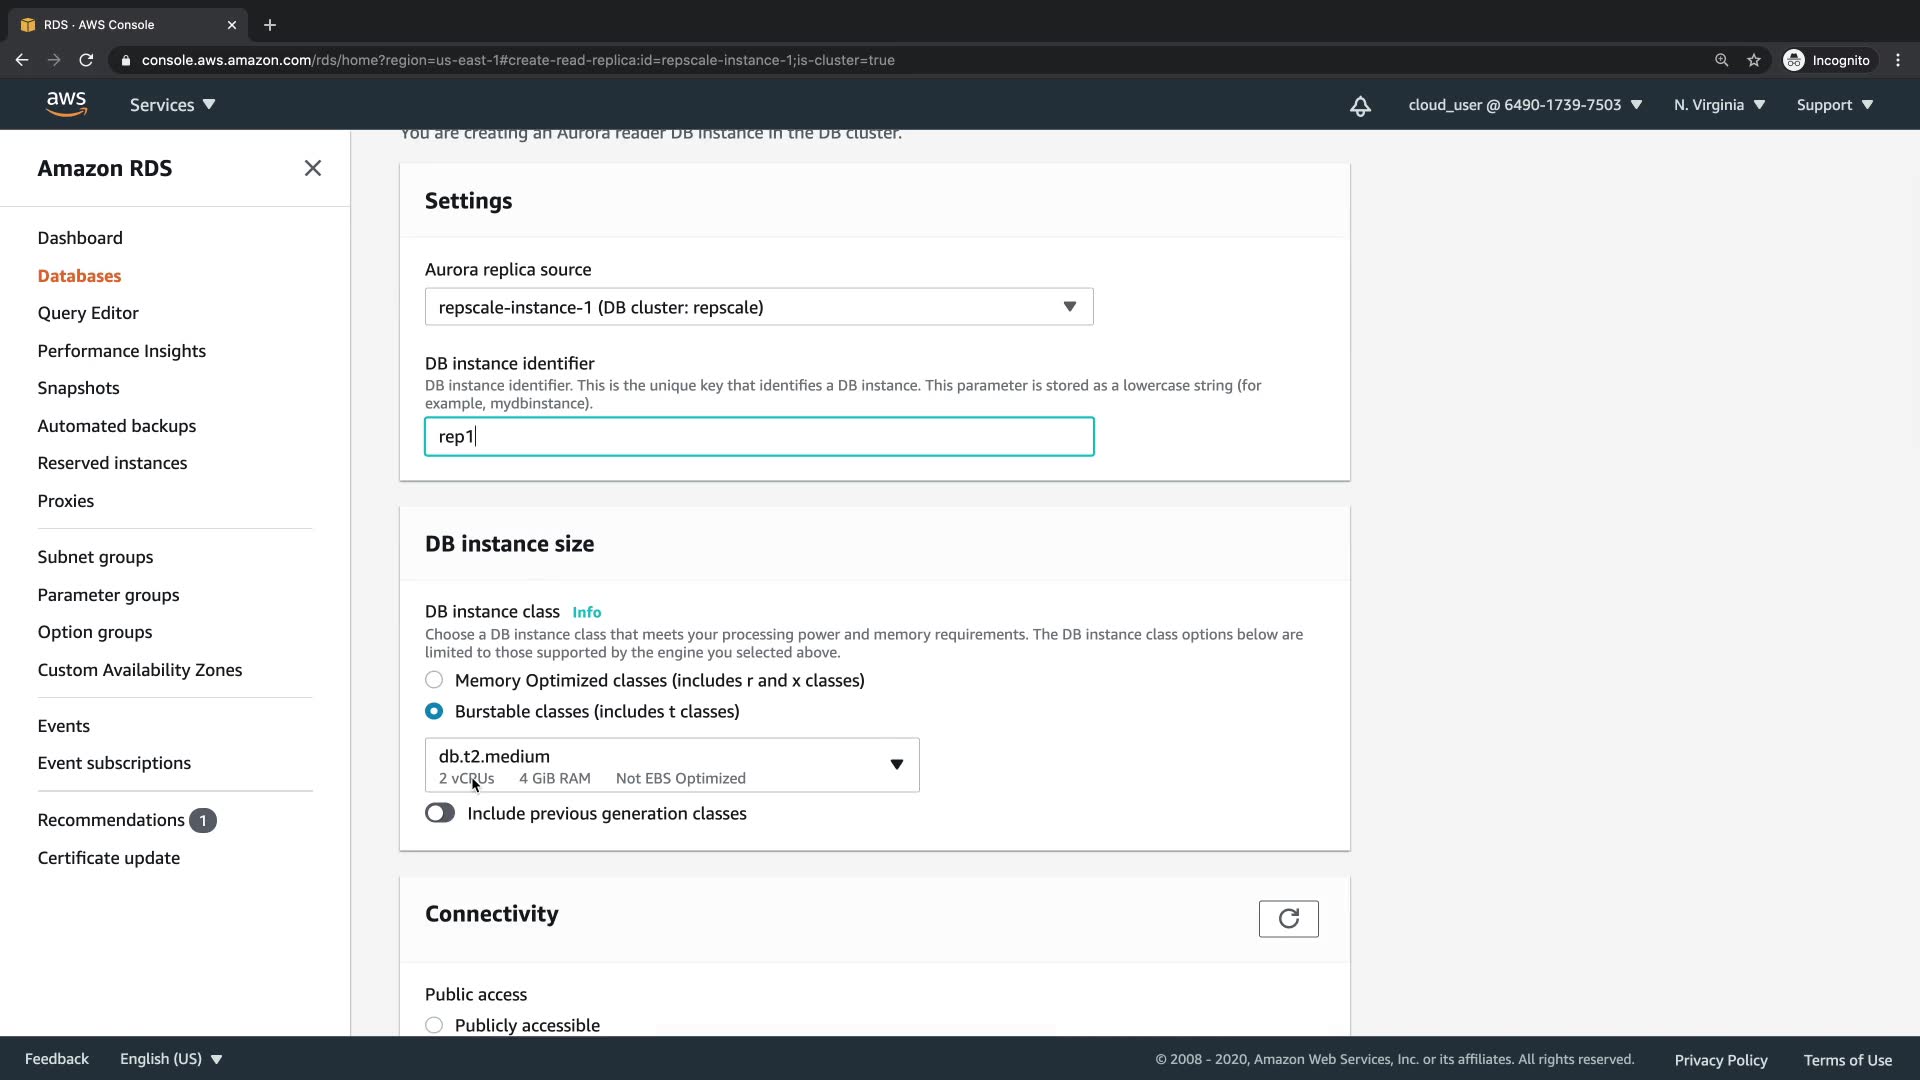 RDS · AWS Console
console.aws.amazon.com/rds/home?region=us-east-1#create-read-replica:id=repscale-instance-1;is-cluster=true
Incognito
aws
Services
cloud_user @ 6490-1739-7503
N. Virginia
Support
You are creating an Aurora reader DB instance in the DB cluster.
Amazon RDS
Dashboard
Databases
Query Editor
Performance Insights
Snapshots
Automated backups
Reserved instances
Proxies
Subnet groups
Parameter groups
Option groups
Custom Availability Zones
Events
Event subscriptions
Recommendations 1
Certificate update
Settings
Aurora replica source
repscale-instance-1 (DB cluster: repscale)
DB instance identifier
DB instance identifier. This is the unique key that identifies a DB instance. This parameter is stored as a lowercase string (for
example, mydbinstance).
rep1
DB instance size
DB instance class Info
Choose a DB instance class that meets your processing power and memory requirements. The DB instance class options below are
limited to those supported by the engine you selected above.
Memory Optimized classes (includes r and x classes)
Burstable classes (includes t classes)
db.t2.medium
2 vCPUs 4 GiB RAM Not EBS Optimized
Include previous generation classes
Connectivity
Public access
Publicly accessible
Feedback
English (US)
© 2008 - 2020, Amazon Web Services, Inc. or its affiliates. All rights reserved.
Privacy Policy
Terms of Use